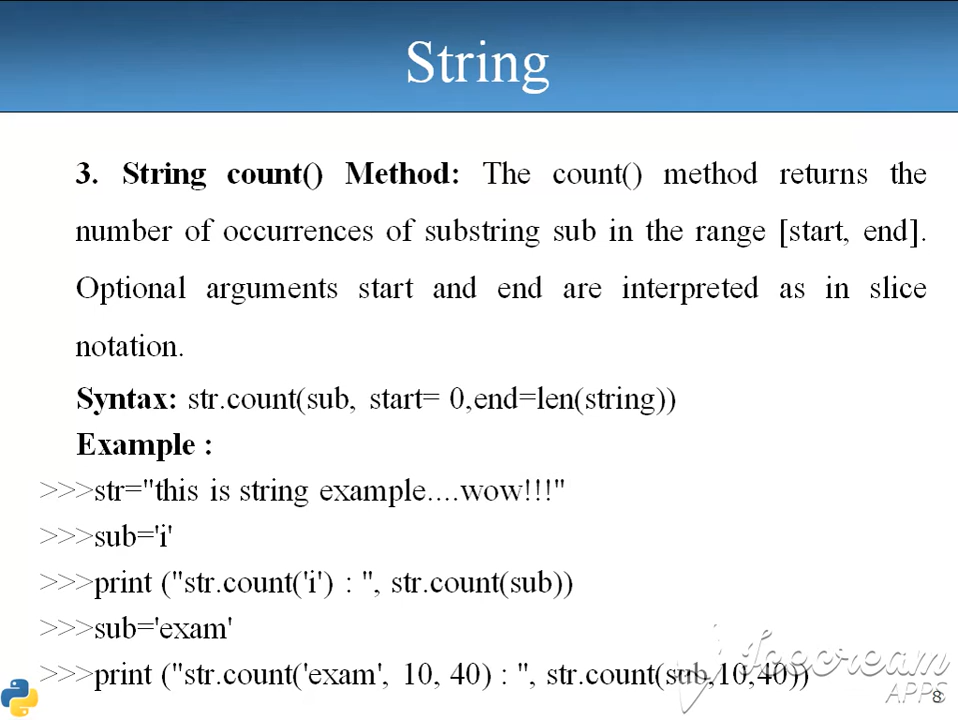 String
3. String count() Method: The count() method returns the
number of occurrences of substring sub in the range [start, end].
Optional arguments start and end are interpreted as in slice
notation.
Syntax: str.count(sub, start= 0,end=len(string))
Example :
>>>str="this is string example....wow!!!"
>>>sub='i'
>>>print ("str.count('i') : ", str.count(sub))
>>>sub='exam'
>>>print ("str.count('exam', 10, 40) : ", str.count(sub,10,40))
Icecream
APPS
8